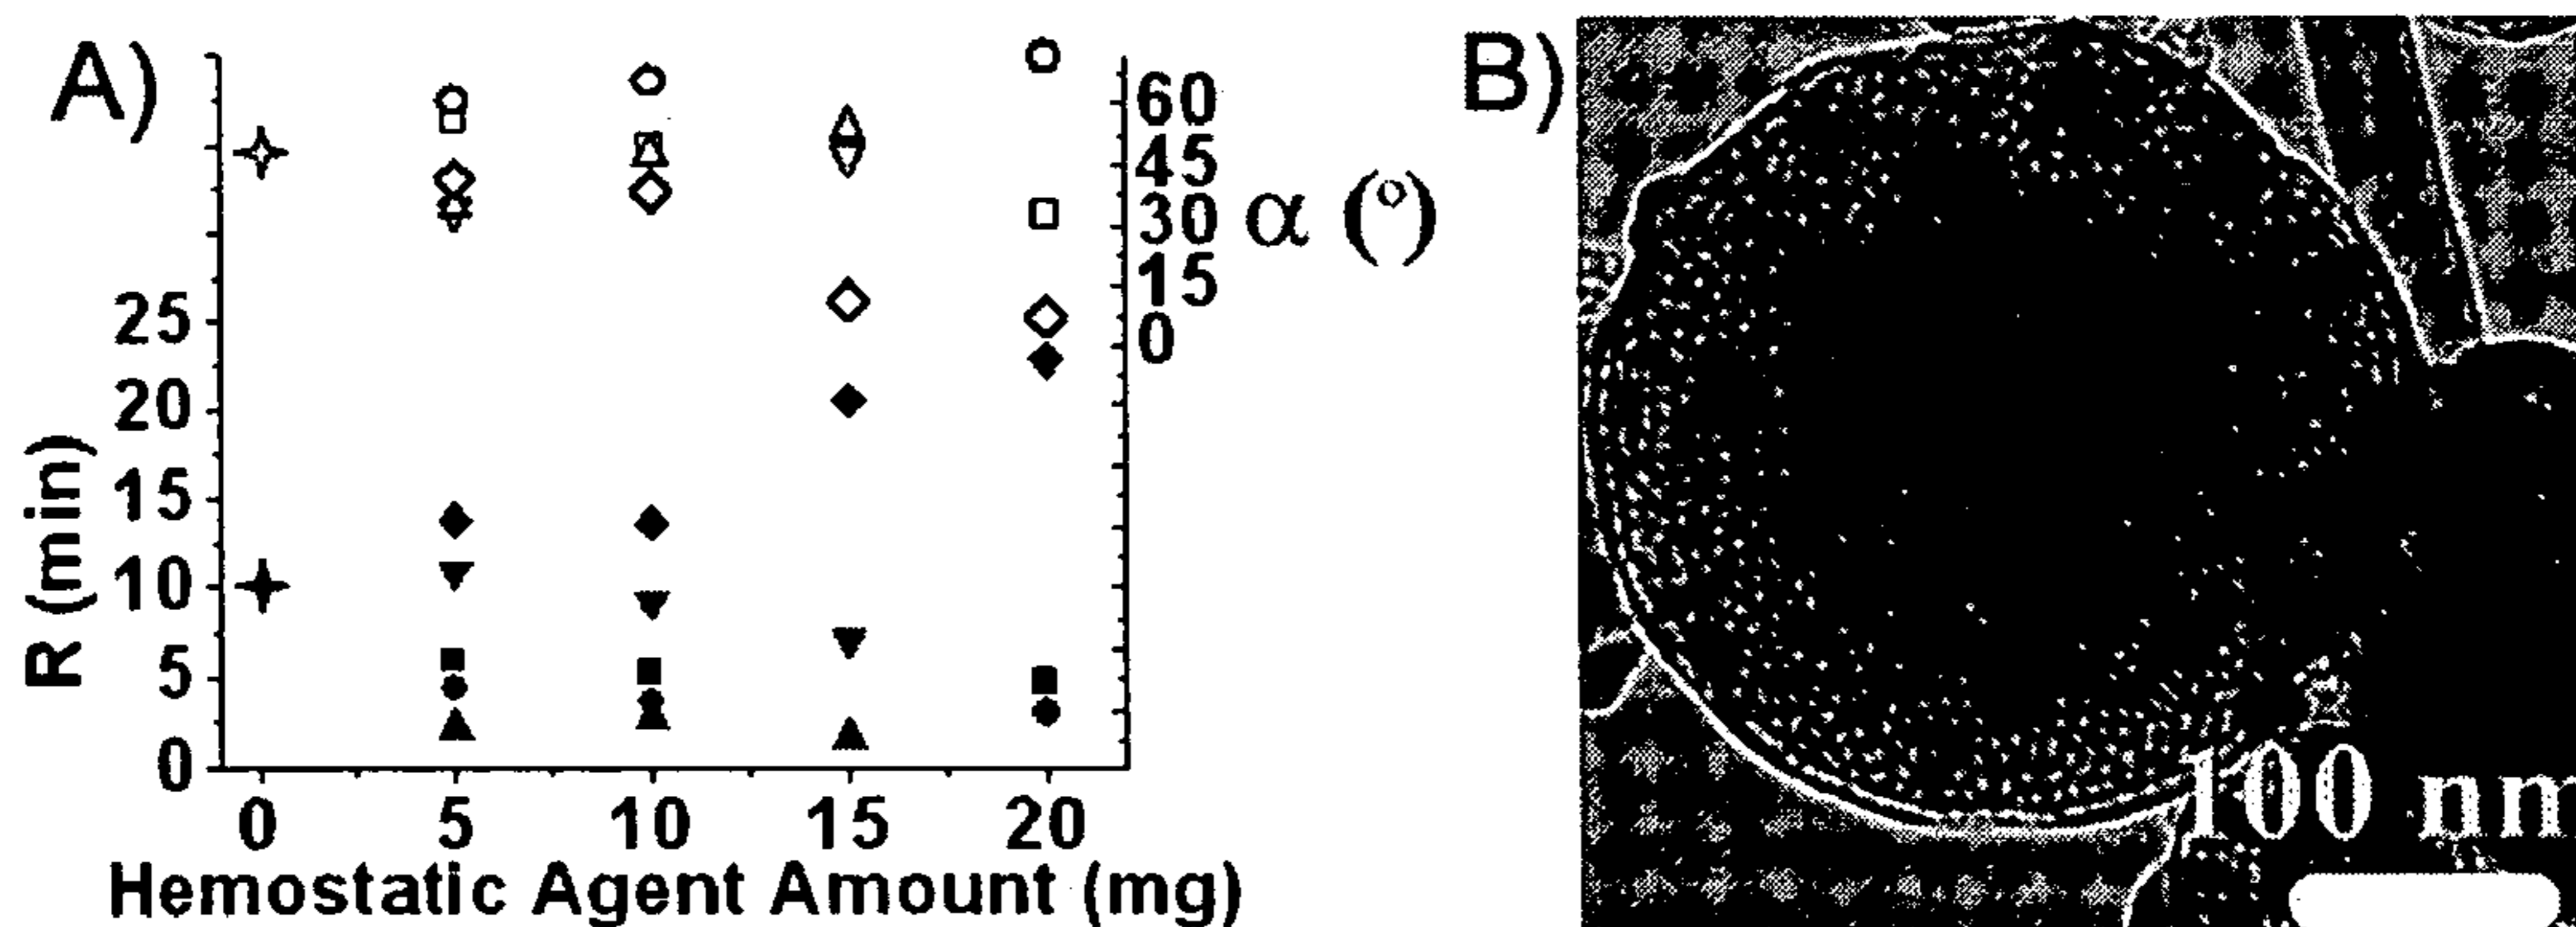 A)
60
45
30
15
0
α (°)
25
20
15
10
5
0
R (min)
0 5 10 15 20
Hemostatic Agent Amount (mg)
B)
100 nm